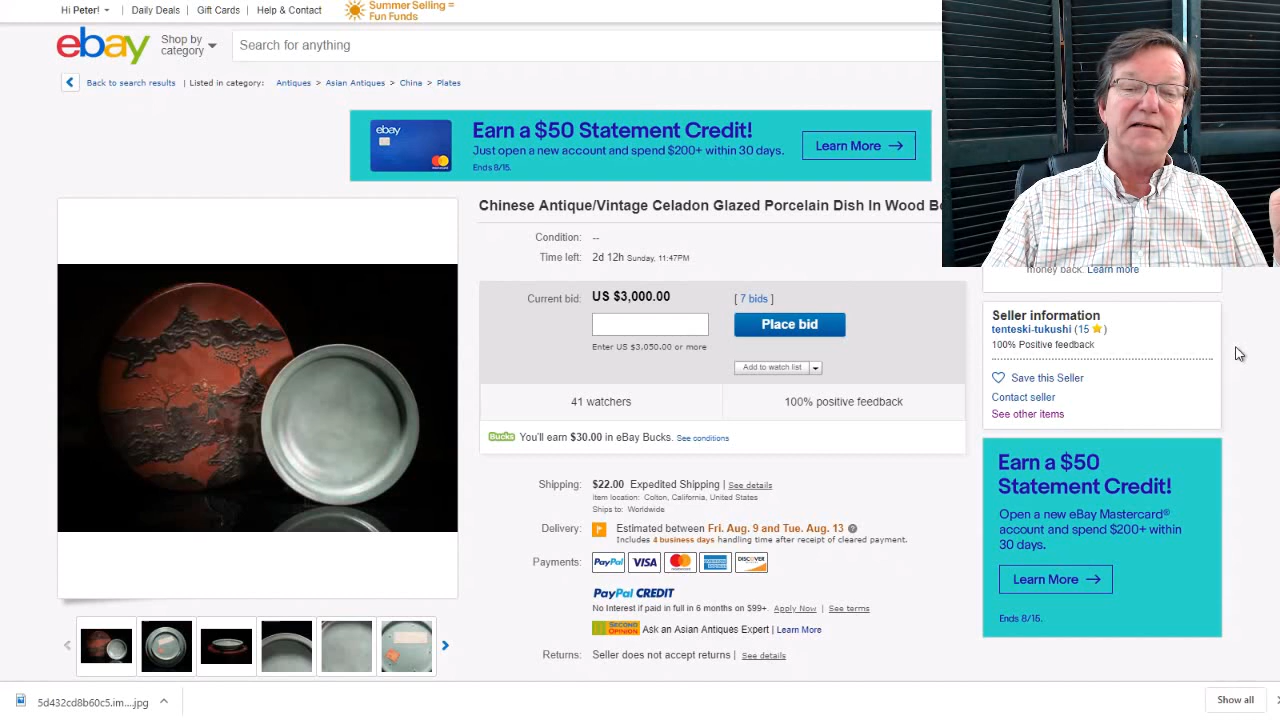 Hi Peter!
Daily Deals
Gift Cards
Help & Contact
Summer Selling =
Fun Funds
ebay
Shop by
category
Search for anything
Back to search results
Listed in category:
Antiques > Asian Antiques > China > Plates
ebay
Earn a $50 Statement Credit!
Just open a new account and spend $200+ within 30 days.
Ends 8/15.
Learn More
Chinese Antique/Vintage Celadon Glazed Porcelain Dish In Wood
Condition: --
Time left: 2d 12h Sunday, 11:47PM
Current bid: US $3,000.00
[ 7 bids ]
Place bid
Enter US $3,050.00 or more
Add to watch list
41 watchers
100% positive feedback
Bucks You'll earn $30.00 in eBay Bucks. See conditions
Shipping: $22.00 Expedited Shipping | See details
Item location: Colton, California, United States
Ships to: Worldwide
Delivery: Estimated between Fri. Aug. 9 and Tue. Aug. 13
Includes 4 business days handling time after receipt of cleared payment.
Payments: PayPal VISA DISCOVER
PayPal CREDIT
No Interest if paid in full in 6 months on $99+. Apply Now | See terms
SECOND OPINION Ask an Asian Antiques Expert | Learn More
Returns: Seller does not accept returns | See details
money back. Learn more
Seller information
tenteski-tukushi (15 )
100% Positive feedback
Save this Seller
Contact seller
See other items
Earn a $50
Statement Credit!
Open a new eBay Mastercard®
account and spend $200+ within
30 days.
Learn More
Ends 8/15.
5d432cd8b60c5.im....jpg
Show all